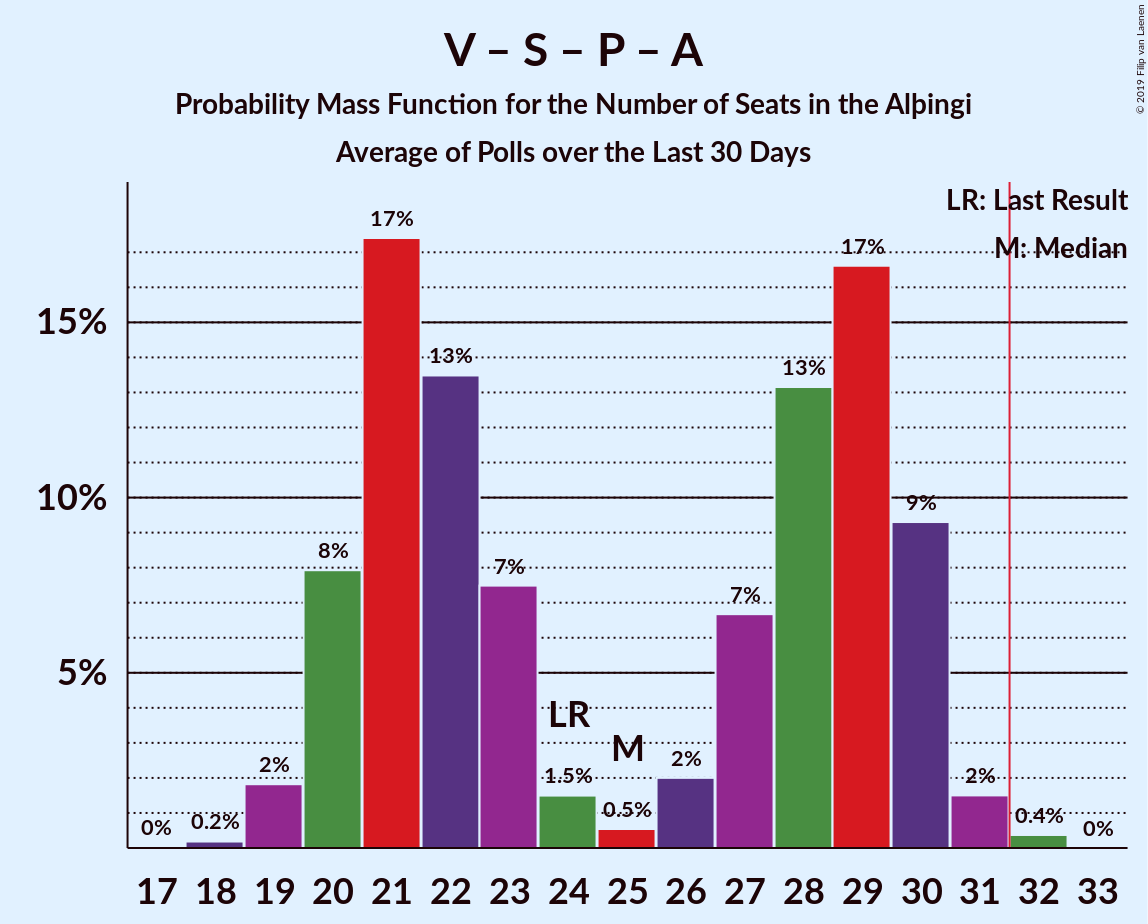 V – S – P – A
Probability Mass Function for the Number of Seats in the Alþingi
Average of Polls over the Last 30 Days
© 2019 Filip van Laenen
LR: Last Result
M: Median
15%
10%
5%
0%
0.2%
2%
8%
17%
13%
7%
1.5%
0.5%
2%
7%
13%
17%
9%
2%
0.4%
0%
LR
M
17 18 19 20 21 22 23 24 25 26 27 28 29 30 31 32 33